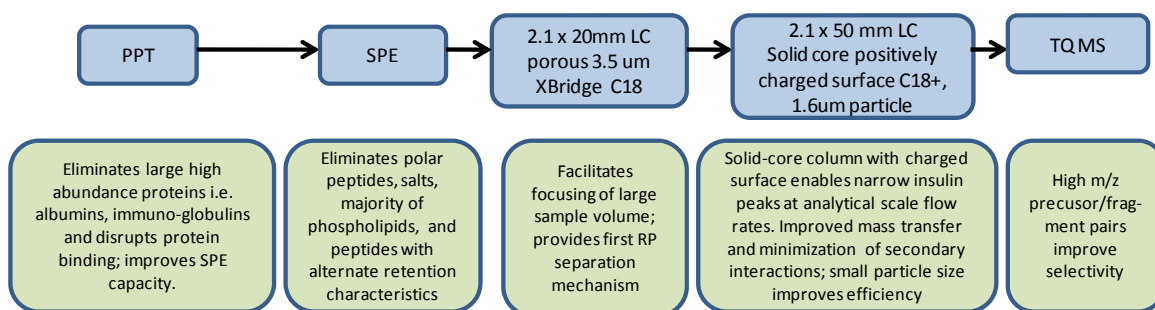 PPT
SPE
2.1 x 20mm LC
porous 3.5 um
XBridge C18
2.1 x 50 mm LC
Solid core positively
charged surface C18+,
1.6um particle
TQ MS
Eliminates large high
abundance proteins i.e.
albumins, immuno-globulins
and disrupts protein
binding; improves SPE
capacity.
Eliminates polar
peptides, salts,
majority of
phospholipids, and
peptides with
alternate retention
characteristics
Facilitates
focusing of large
sample volume;
provides first RP
separation
mechanism
Solid-core column with charged
surface enables narrow insulin
peaks at analytical scale flow
rates. Improved mass transfer
and minimization of secondary
interactions; small particle size
improves efficiency
High m/z
precusor/frag-
ment pairs
improve
selectivity